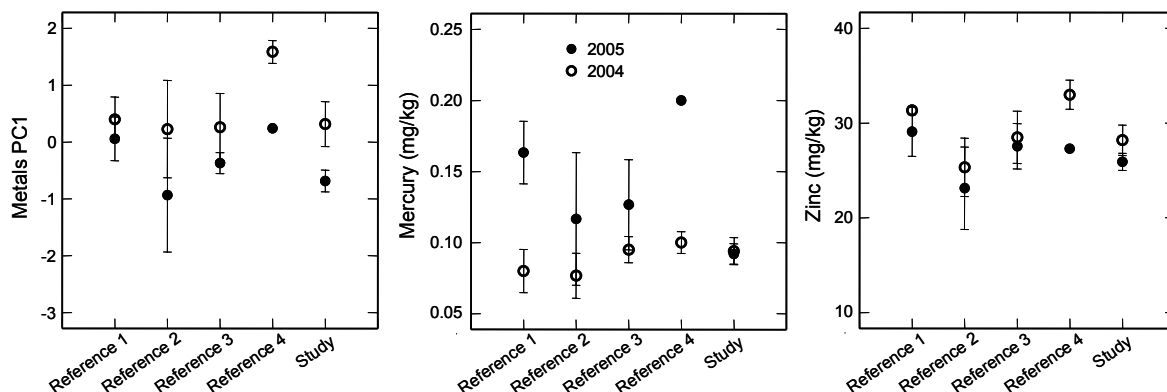 Metals PC1
2
1
0
-1
-2
-3
Reference 1
Reference 2
Reference 3
Reference 4
Study
Mercury (mg/kg)
0.25
0.20
0.15
0.10
0.05
2005
2004
Reference 1
Reference 2
Reference 3
Reference 4
Study
Zinc (mg/kg)
40
30
20
10
Reference 1
Reference 2
Reference 3
Reference 4
Study